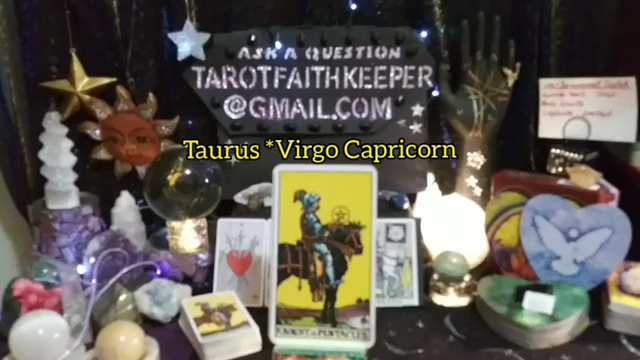 ASK A QUESTION
TAROTFAITHKEEPER
@GMAIL.COM
Taurus *Virgo Capricorn
KNIGHT of PENTACLES